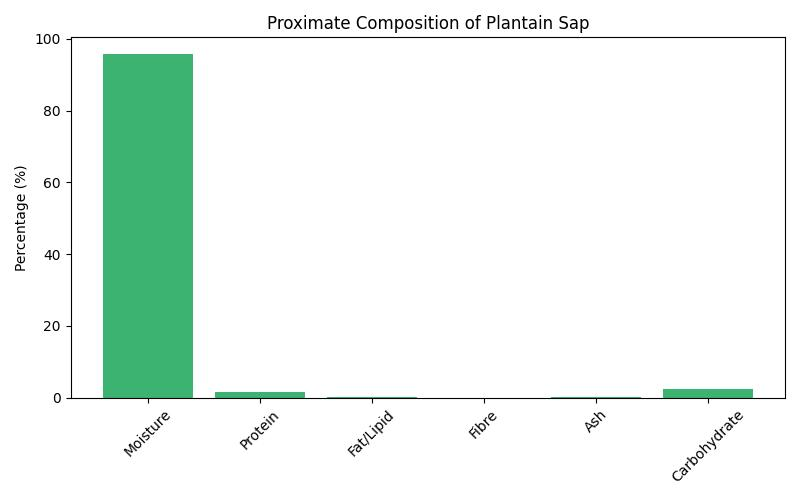 Proximate Composition of Plantain Sap
Percentage (%)
100
80
60
40
20
0
Moisture
Protein
Fat/Lipid
Fibre
Ash
Carbohydrate